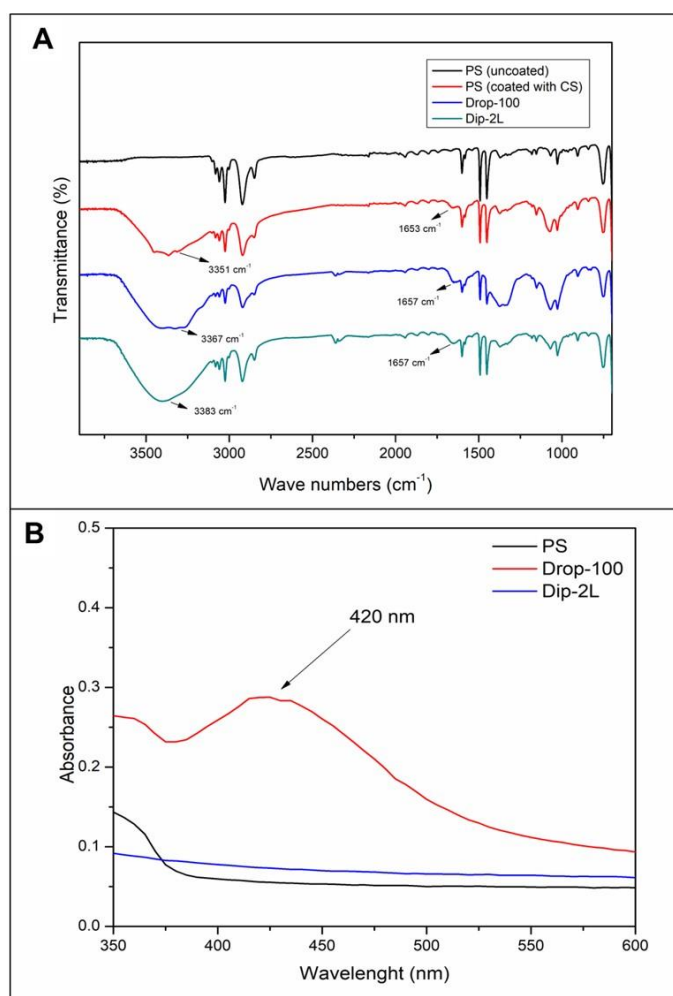 A
PS (uncoated)
PS (coated with CS)
Drop-100
Dip-2L
Transmittance (%)
1653 cm⁻¹
3351 cm⁻¹
1657 cm⁻¹
3367 cm⁻¹
1657 cm⁻¹
3383 cm⁻¹
3500 3000 2500 2000 1500 1000
Wave numbers (cm⁻¹)
B
0.5
PS
Drop-100
Dip-2L
420 nm
0.4
0.3
Absorbance
0.2
0.1
0.0
350 400 450 500 550 600
Wavelenght (nm)